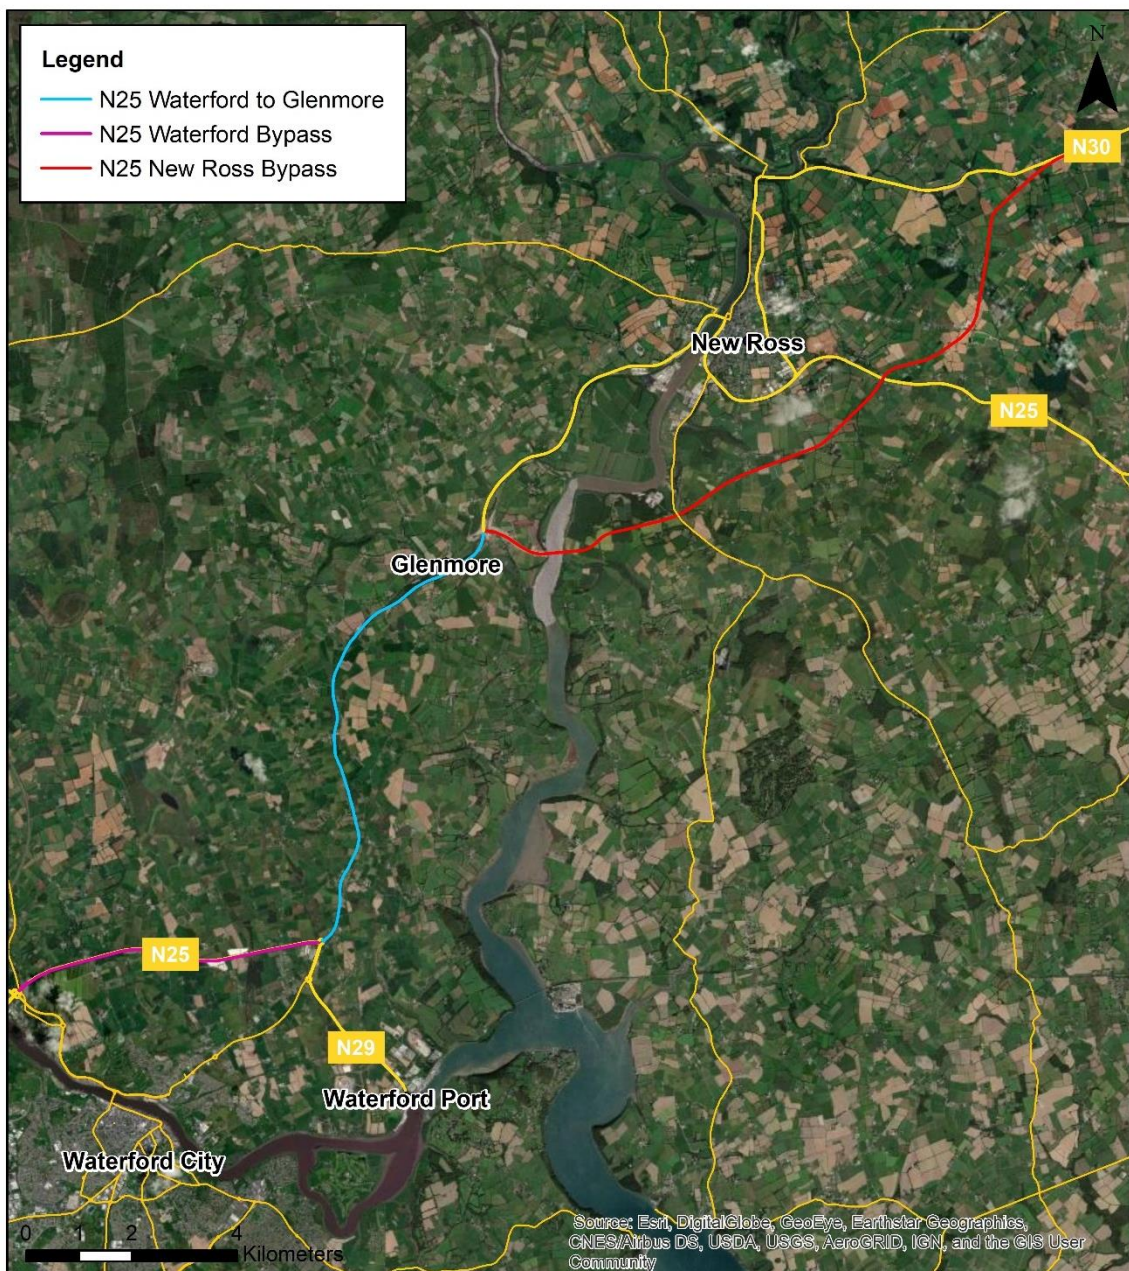 Legend
N25 Waterford to Glenmore
N25 Waterford Bypass
N25 New Ross Bypass
N
N30
New Ross
N25
Glenmore
N25
N29
Waterford Port
Waterford City
0 1 2 4
Kilometers
Source: Esri, DigitalGlobe, GeoEye, Earthstar Geographics,
CNES/Airbus DS, USDA, USGS, AeroGRID, IGN, and the GIS User
Community